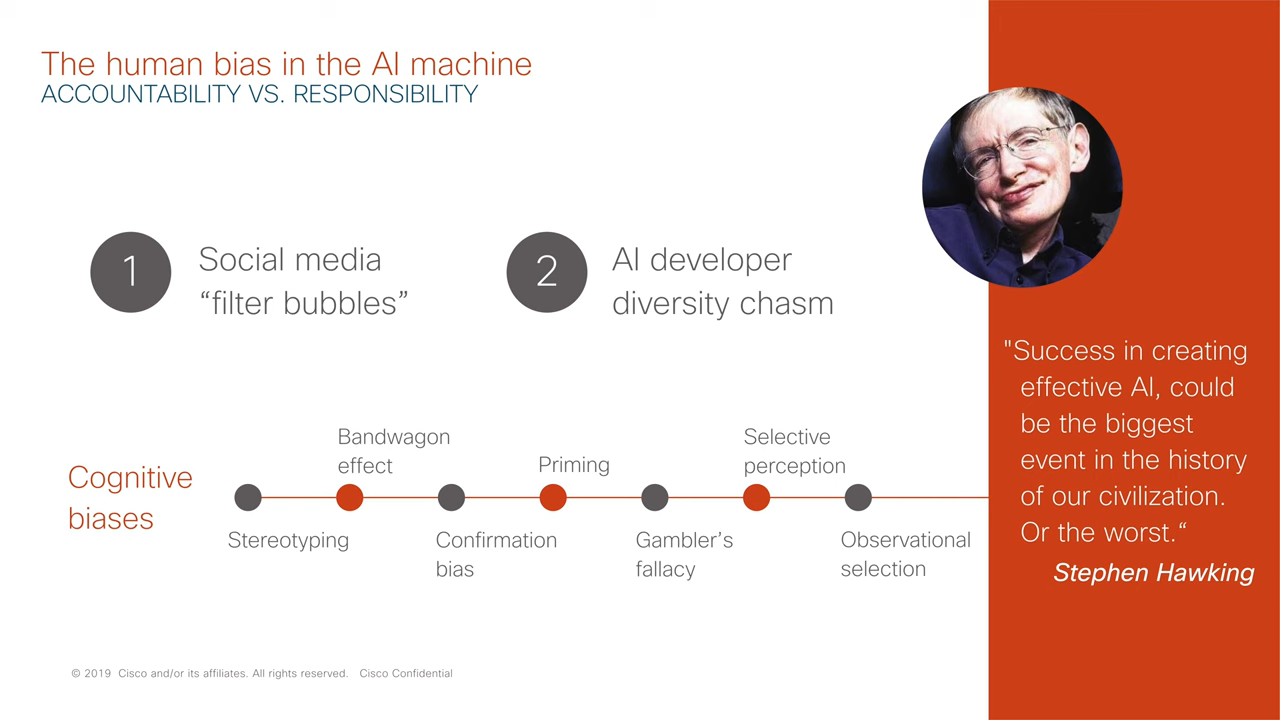 The human bias in the AI machine
ACCOUNTABILITY VS. RESPONSIBILITY
1
Social media
“filter bubbles”
2
AI developer
diversity chasm
Cognitive
biases
Stereotyping
Bandwagon
effect
Confirmation
bias
Priming
Gambler’s
fallacy
Selective
perception
Observational
selection
"Success in creating
effective AI, could
be the biggest
event in the history
of our civilization.
Or the worst.“
Stephen Hawking
© 2019 Cisco and/or its affiliates. All rights reserved. Cisco Confidential